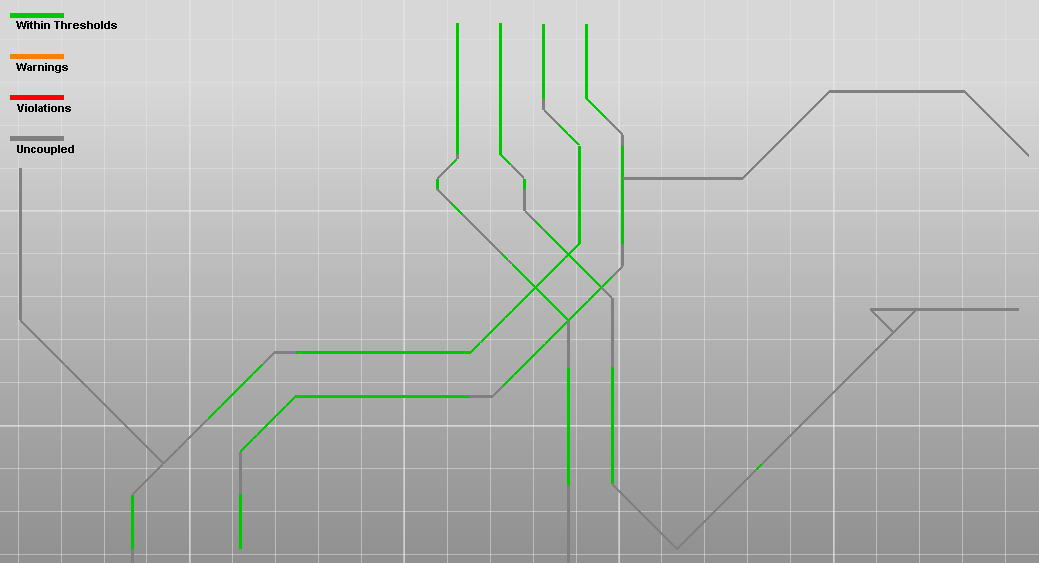 Within Thresholds
Warnings
Violations
Uncoupled